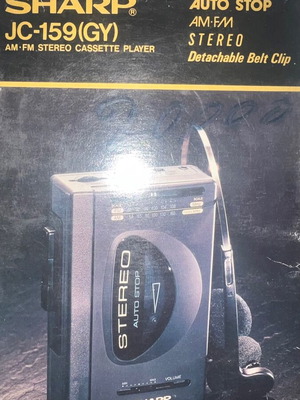 SHARP®
JC-159(GY)
AM·FM STEREO CASSETTE PLAYER
AUTO STOP
AM·FM
STEREO
Detachable Belt Clip
STEREO
AUTO STOP
VOLUME
SHARP